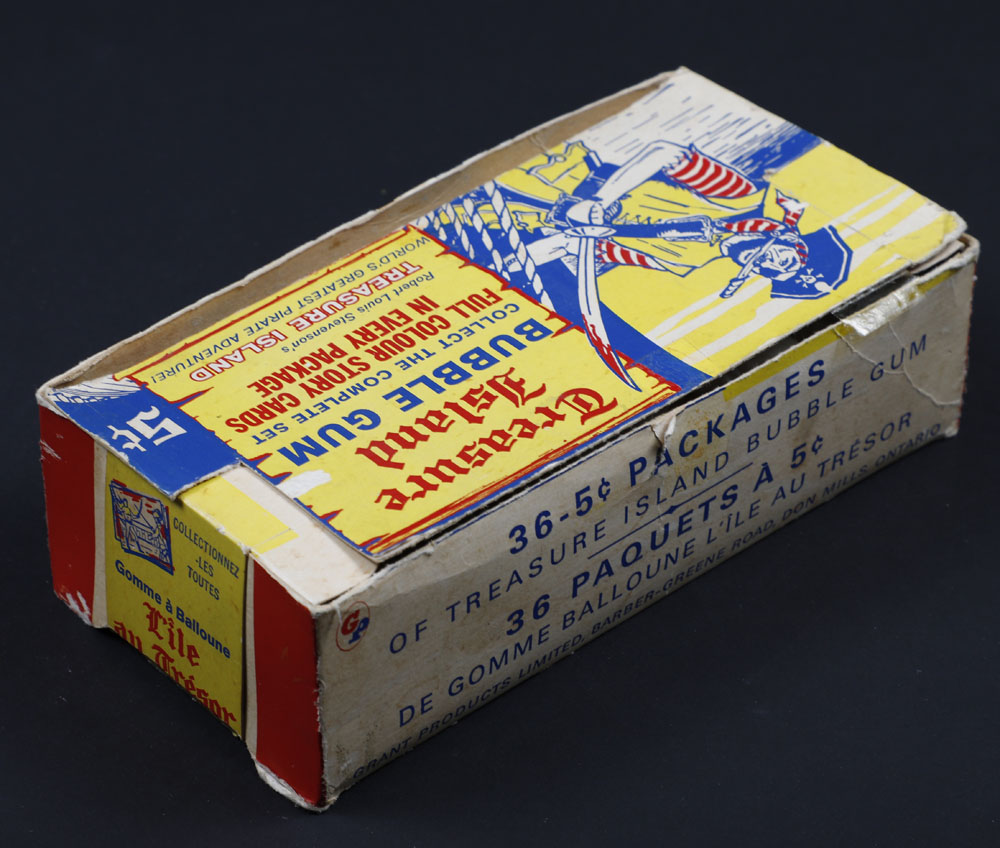 Treasure
Island
BUBBLE GUM
COLLECT THE COMPLETE SET
FULL COLOUR STORY CARDS
IN EVERY PACKAGE
Robert Louis Stevenson's
TREASURE ISLAND
WORLD'S GREATEST PIRATE ADVENTURE!
5¢
COLLECTIONNEZ
-LES
TOUTES
Gomme à Balloune
L'île
au Trésor
GP
36-5¢ PACKAGES
OF TREASURE ISLAND BUBBLE GUM
36 PAQUETS À 5¢
DE GOMME BALLOUNE L'ÎLE AU TRÉSOR
GRANT PRODUCTS LIMITED, BARBER-GREENE ROAD, DON MILLS ONTARIO